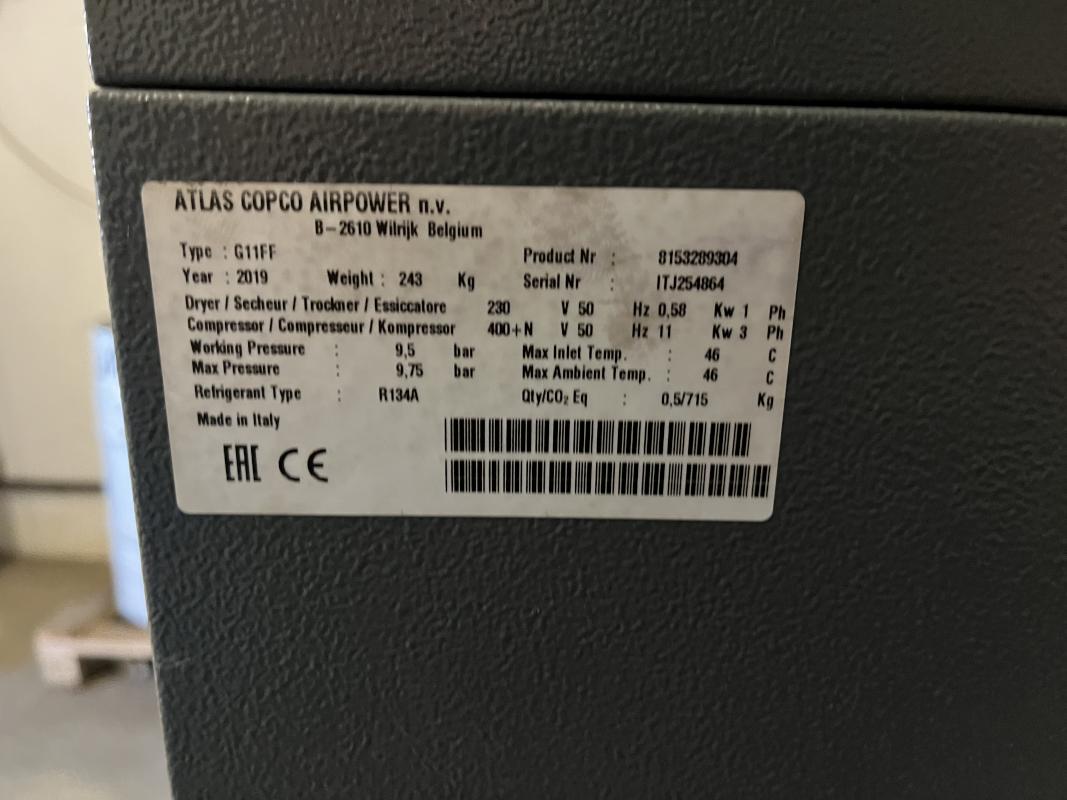 ATLAS COPCO AIRPOWER n.v.
B-2610 Wilrijk Belgium
Type : G11FF Product Nr : 8153289304
Year : 2019 Weight : 243 Kg Serial Nr : ITJ254864
Dryer / Secheur / Trockner / Essiccatore 230 V 50 Hz 0,58 Kw 1 Ph
Compressor / Compresseur / Kompressor 400+N V 50 Hz 11 Kw 3 Ph
Working Pressure : 9,5 bar Max Inlet Temp. : 46 C
Max Pressure : 9,75 bar Max Ambient Temp. : 46 C
Refrigerant Type : R134A Qty/CO₂ Eq : 0,5/715 Kg
Made in Italy
EAC CE